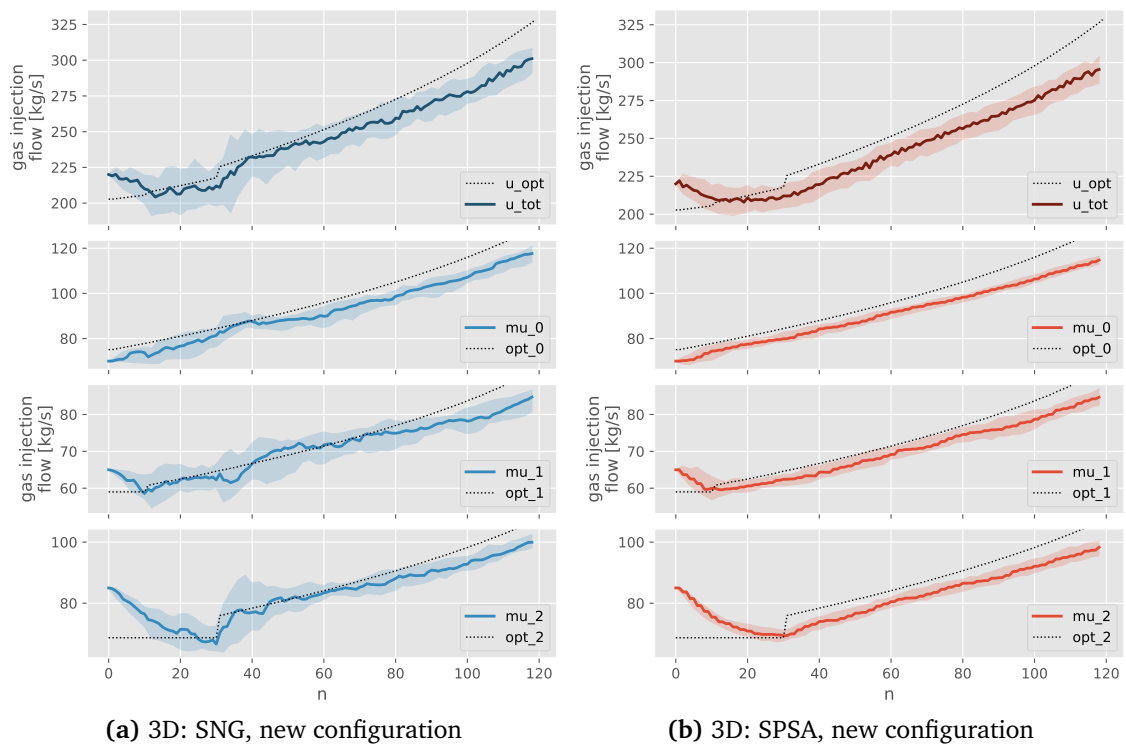 325
300
275
250
225
200
gas injection
flow [kg/s]
u_opt
u_tot
120
100
80
mu_0
opt_0
80
70
60
gas injection
flow [kg/s]
mu_1
opt_1
100
80
mu_2
opt_2
0 20 40 60 80 100 120
n
(a) 3D: SNG, new configuration
325
300
275
250
225
200
gas injection
flow [kg/s]
u_opt
u_tot
120
100
80
mu_0
opt_0
80
70
60
gas injection
flow [kg/s]
mu_1
opt_1
100
80
mu_2
opt_2
0 20 40 60 80 100 120
n
(b) 3D: SPSA, new configuration